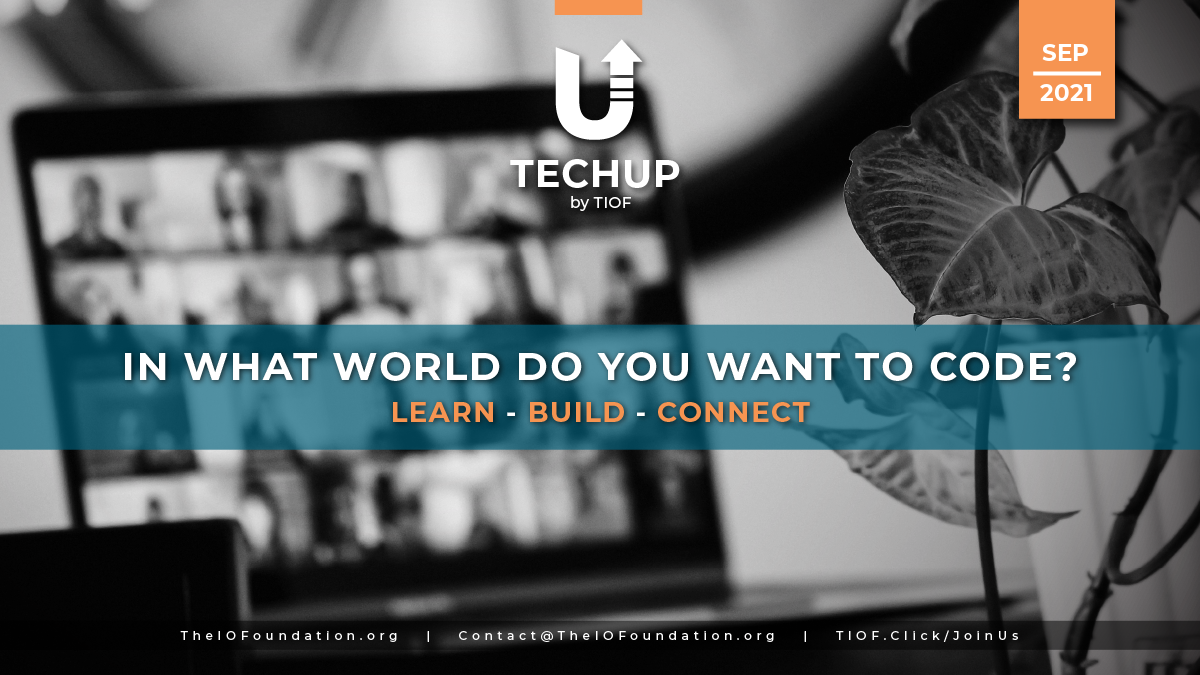 SEP
2021
TECHUP
by TIOF
IN WHAT WORLD DO YOU WANT TO CODE?
LEARN - BUILD - CONNECT
TheIOFoundation.org | Contact@TheIOFoundation.org | TIOF.Click/JoinUs